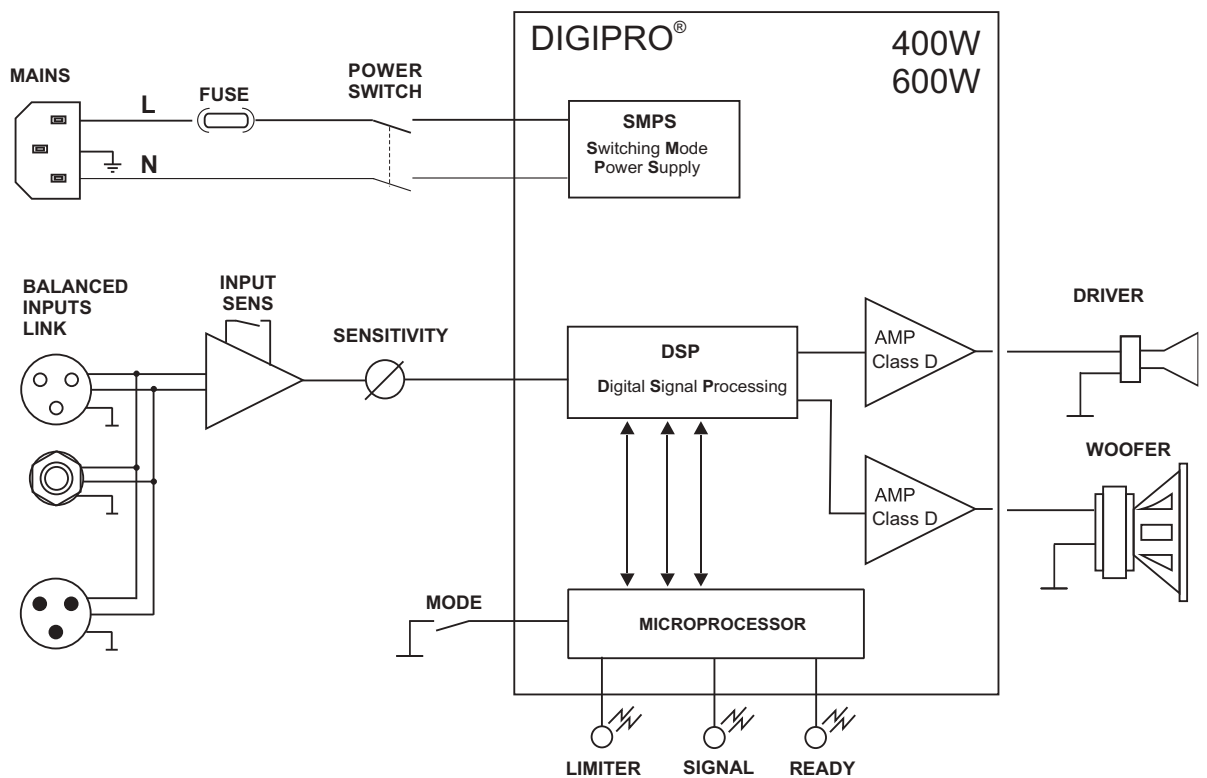 DIGIPRO®
400W
600W
MAINS
L
FUSE
POWER
SWITCH
N
SMPS
Switching Mode
Power Supply
BALANCED
INPUTS
LINK
INPUT
SENS
SENSITIVITY
DSP
Digital Signal Processing
AMP
Class D
DRIVER
AMP
Class D
WOOFER
MODE
MICROPROCESSOR
LIMITER
SIGNAL
READY